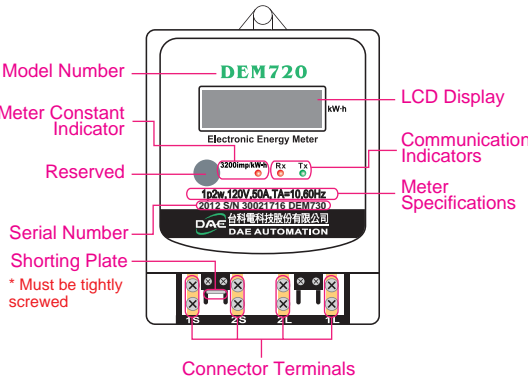 Model Number
DEM720
kW·h
LCD Display
Electronic Energy Meter
Meter Constant
Indicator
3200imp/kW•h
Rx
Tx
Communication
Indicators
Reserved
1p2w,120V,50A,TA=10,60Hz
Meter
Specifications
2012 S/N 30021716 DEM730
Serial Number
DAE
台科電科技股份有限公司
DAE AUTOMATION
Shorting Plate
* Must be tightly
screwed
1S
2S
2L
1L
Connector Terminals